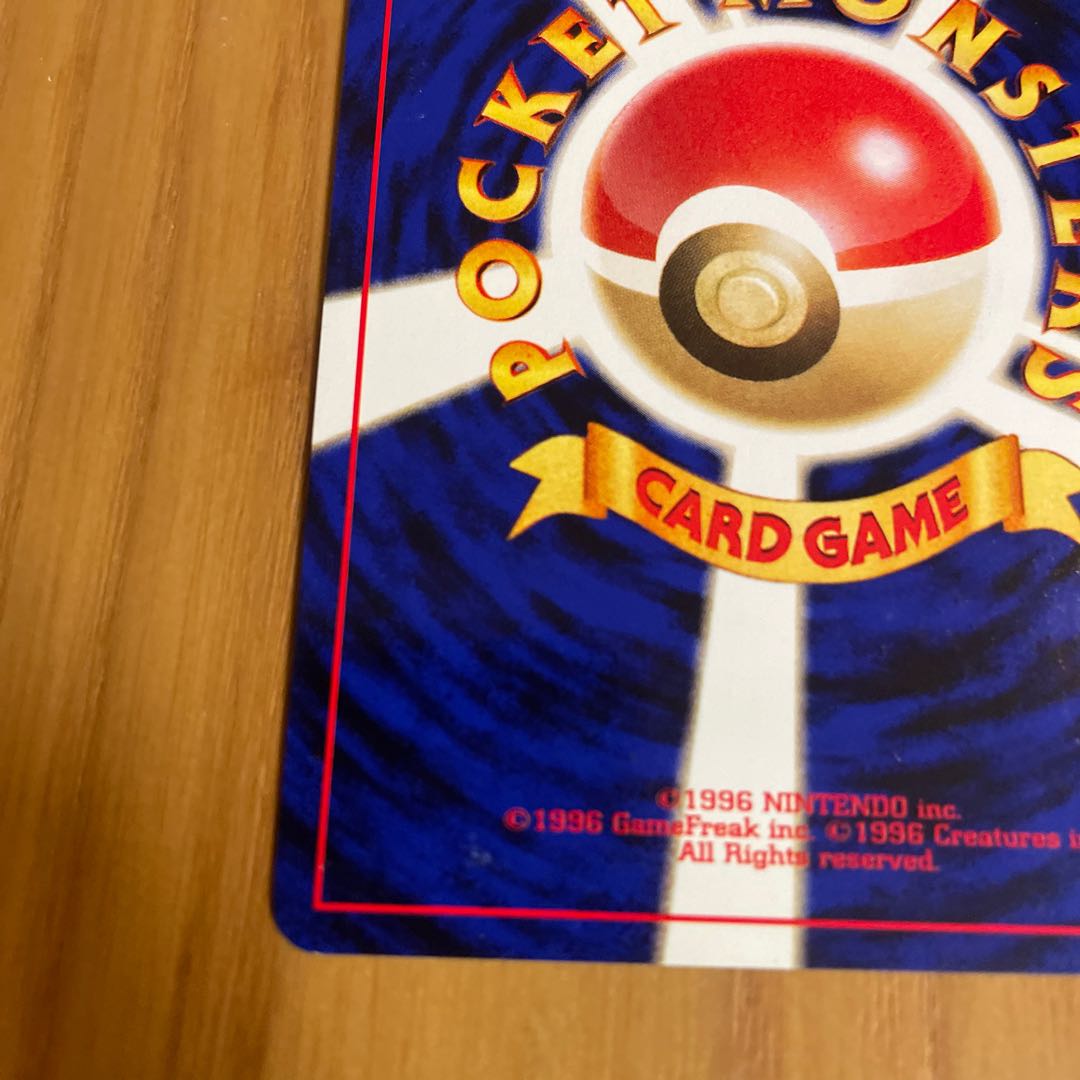 POCKET MONSTERS
CARD GAME
©1996 NINTENDO inc.
©1996 GameFreak inc. ©1996 Creatures
All Rights reserved.